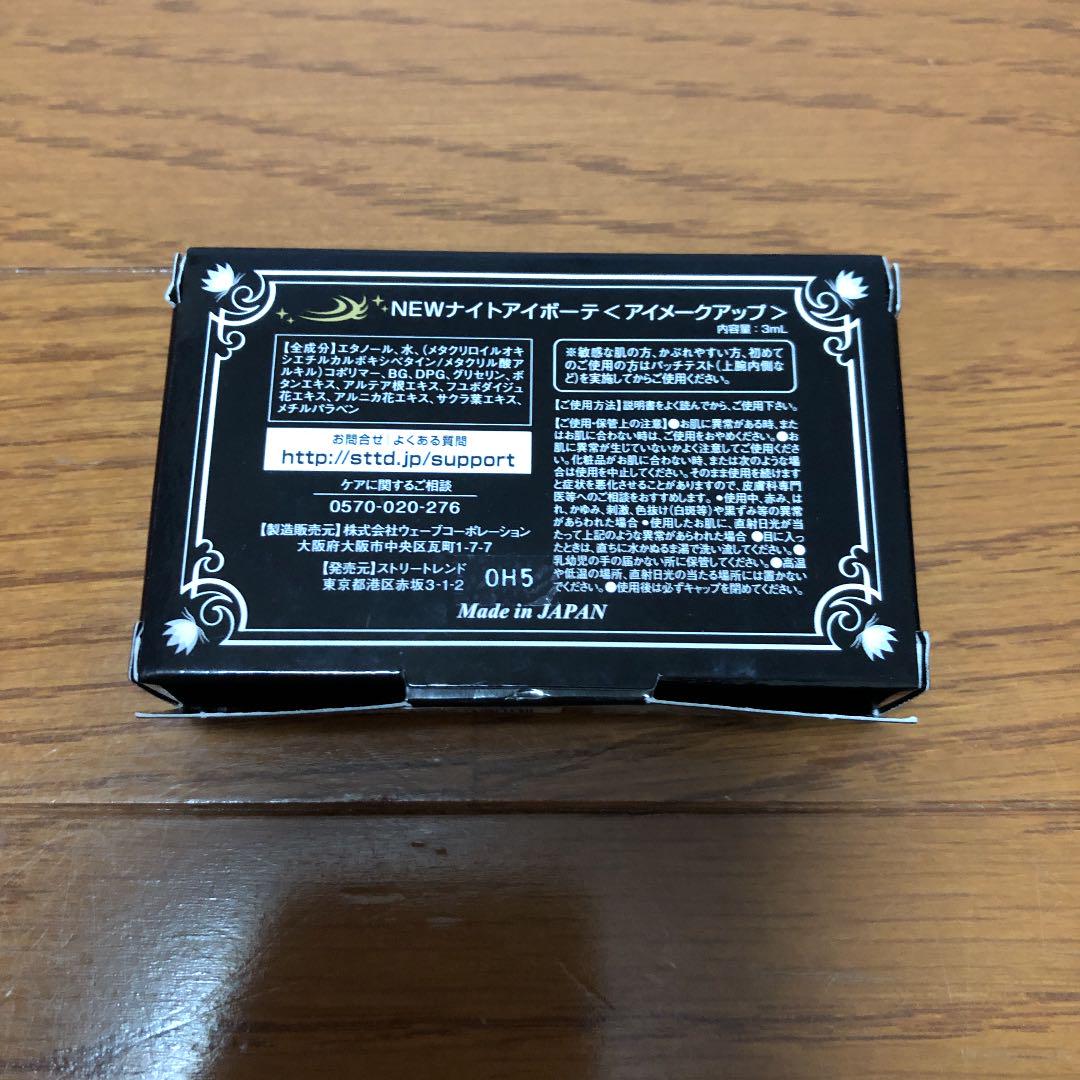 NEWナイトアイボーテ＜アイメークアップ＞
内容量：3mL
【全成分】エタノール、水、(メタクリロイルオキ
シエチルカルボキシベタイン/メタクリル酸ア
ルキル)コポリマー、BG、DPG、グリセリン、ボ
タンエキス、アルテア根エキス、フユボダイジュ
花エキス、アルニカ花エキス、サクラ葉エキス、
メチルパラベン
お問合せ｜よくある質問
http://sttd.jp/support
ケアに関するご相談
0570-020-276
【製造販売元】株式会社ウェーブコーポレーション
大阪府大阪市中央区瓦町1-7-7
【発売元】ストリートレンド
東京都港区赤坂3-1-2
0H5
※敏感な肌の方、かぶれやすい方、初めて
のご使用の方はパッチテスト(上腕内側な
ど)を実施してからご使用ください。
【ご使用方法】説明書をよく読んでから、ご使用下さい。
【ご使用・保管上の注意】●お肌に異常がある時、また
はお肌に合わない時は、ご使用をおやめください。●お
肌に異常が生じていないかよく注意してご使用くださ
い。化粧品がお肌に合わない時、または次のような場
合は使用を中止してください。そのまま使用を続けます
と症状を悪化させることがありますので、皮膚科専門
医等へのご相談をおすすめします。●使用中、赤み、は
れ、かゆみ、刺激、色抜け(白斑等)や黒ずみ等の異常
があらわれた場合●使用したお肌に、直射日光が当
たって上記のような異常があらわれた場合●目に入っ
たときは、直ちに水かぬるま湯で洗い流してください。●
乳幼児の手の届かない所に保管してください。●高温
や低温の場所、直射日光の当たる場所には置かない
でください。●使用後は必ずキャップを閉めてください。
Made in JAPAN